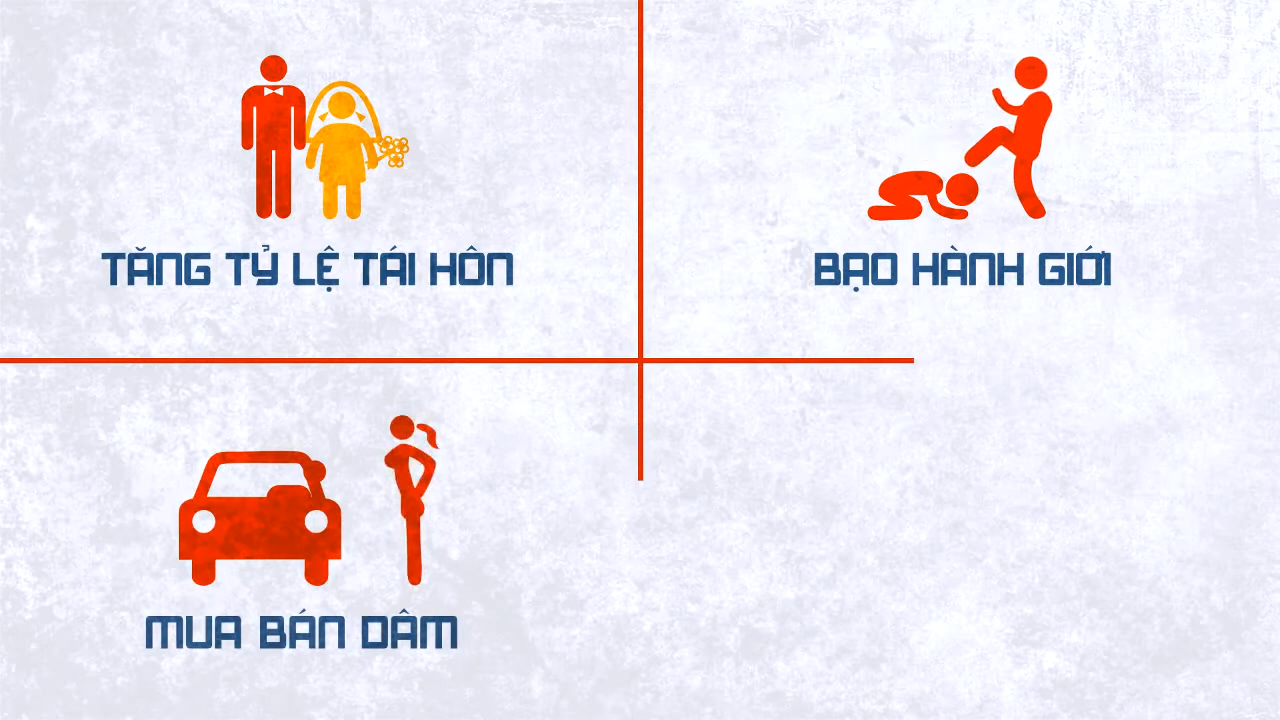 TĂNG TỶ LỆ TÁI HÔN
BẠO HÀNH GIỚI
MUA BÁN DÂM